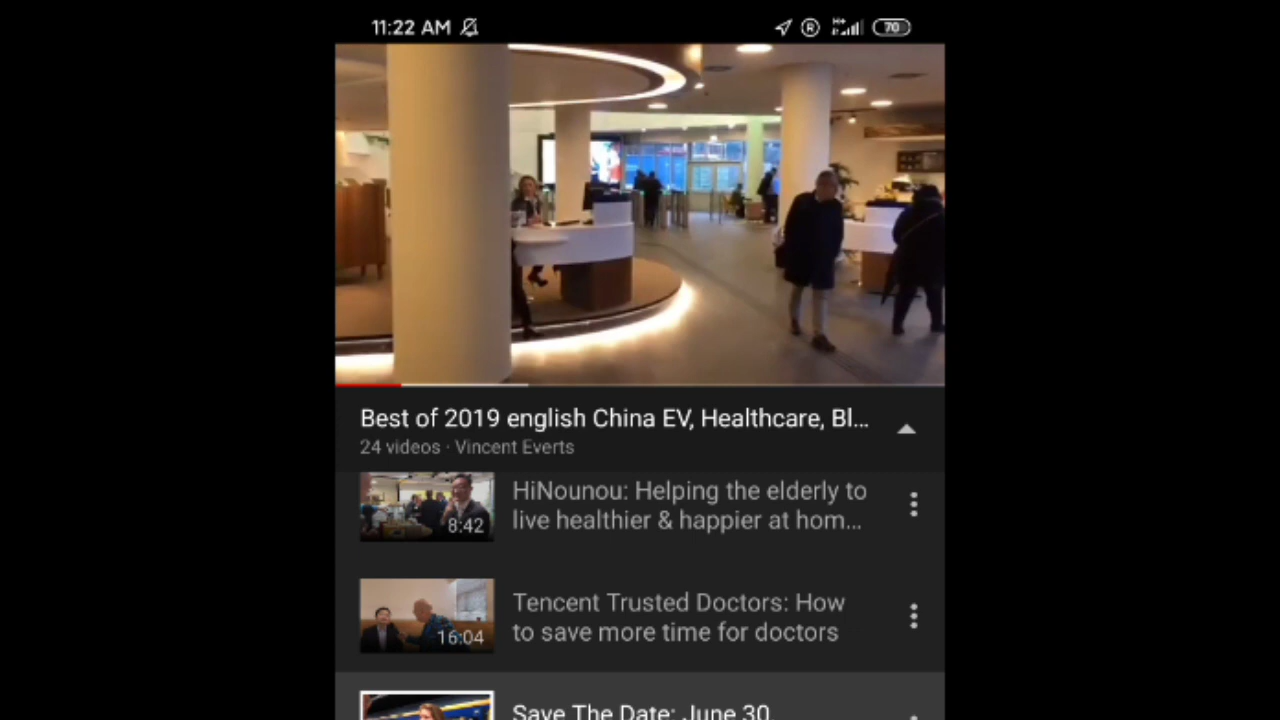 11:22 AM
R
H+
70
Best of 2019 english China EV, Healthcare, Bl...
24 videos · Vincent Everts
HiNounou: Helping the elderly to
live healthier & happier at hom...
8:42
Tencent Trusted Doctors: How
to save more time for doctors
16:04
Save The Date: June 30